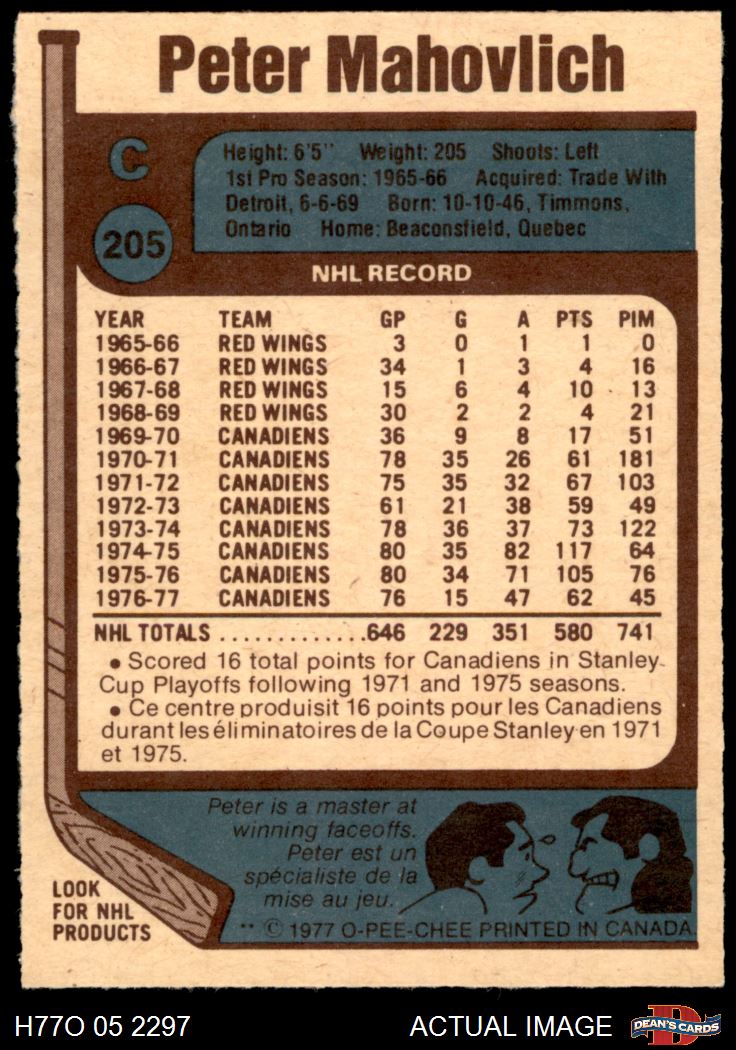 Peter Mahovlich
C
205
Height: 6'5" Weight: 205 Shoots: Left
1st Pro Season: 1965-66 Acquired: Trade With
Detroit, 6-6-69 Born: 10-10-46, Timmons,
Ontario Home: Beaconsfield, Quebec
NHL RECORD
YEAR TEAM GP G A PTS PIM
1965-66 RED WINGS 3 0 1 1 0
1966-67 RED WINGS 34 1 3 4 16
1967-68 RED WINGS 15 6 4 10 13
1968-69 RED WINGS 30 2 2 4 21
1969-70 CANADIENS 36 9 8 17 51
1970-71 CANADIENS 78 35 26 61 181
1971-72 CANADIENS 75 35 32 67 103
1972-73 CANADIENS 61 21 38 59 49
1973-74 CANADIENS 78 36 37 73 122
1974-75 CANADIENS 80 35 82 117 64
1975-76 CANADIENS 80 34 71 105 76
1976-77 CANADIENS 76 15 47 62 45
NHL TOTALS .............646 229 351 580 741
• Scored 16 total points for Canadiens in Stanley
Cup Playoffs following 1971 and 1975 seasons.
• Ce centre produisit 16 points pour les Canadiens
durant les éliminatoires de la Coupe Stanley en 1971
et 1975.
Peter is a master at
winning faceoffs.
Peter est un
spécialiste de la
mise au jeu.
LOOK
FOR NHL
PRODUCTS
** © 1977 O-PEE-CHEE PRINTED IN CANADA
H77O 05 2297 ACTUAL IMAGE
D
DEAN'S CARDS